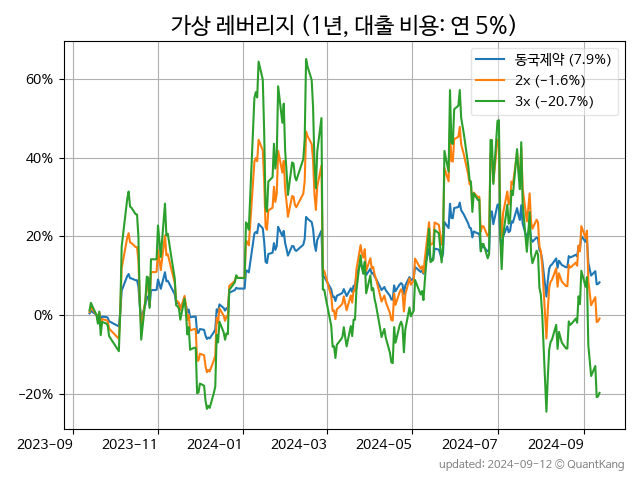 가상 레버리지 (1년, 대출 비용: 연 5%)
동국제약 (7.9%)
2x (−1.6%)
3x (−20.7%)
60%
40%
20%
0%
−20%
2023-09 2023-11 2024-01 2024-03 2024-05 2024-07 2024-09
updated: 2024-09-12 © QuantKang